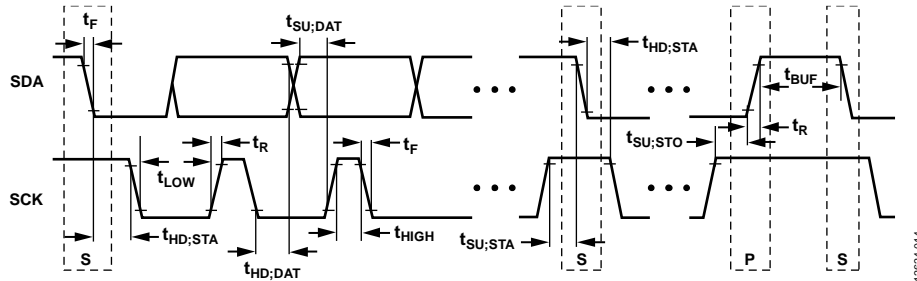 tF
tSU;DAT
tHD;STA
SDA
tBUF
tR
tF
tSU;STO
tR
tLOW
SCK
tHD;STA
tHIGH
tSU;STA
tHD;DAT
S
S
P
S